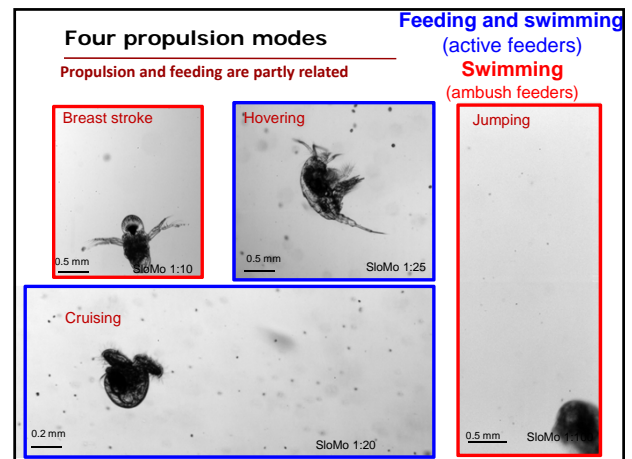 Four propulsion modes
Feeding and swimming
(active feeders)
Propulsion and feeding are partly related
Swimming
(ambush feeders)
Breast stroke
0.5 mm
SloMo 1:10
Hovering
0.5 mm
SloMo 1:25
Jumping
0.5 mm
SloMo
Cruising
0.2 mm
SloMo 1:20